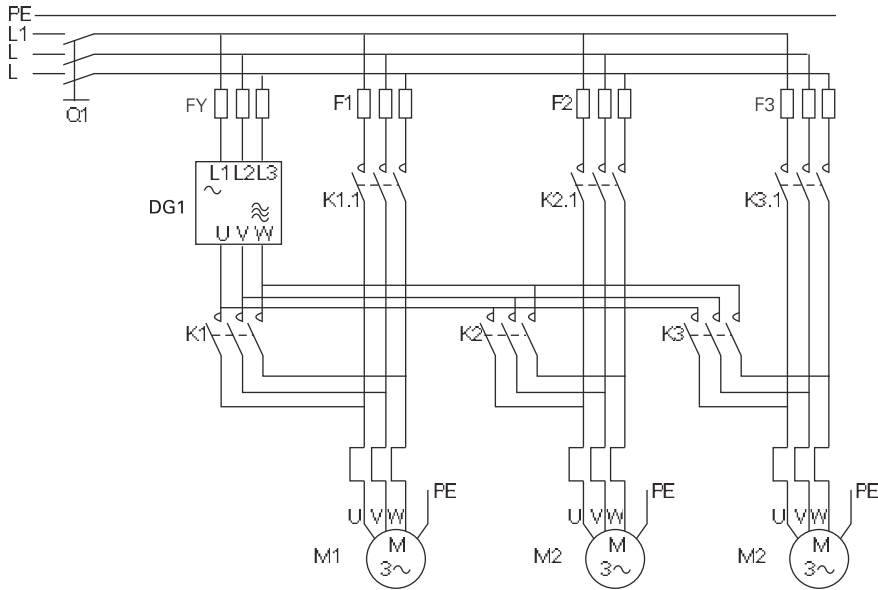 PE
L1
L
L
Q1
FY F1 F2 F3
L1 L2 L3
K1.1 K2.1 K3.1
DG1
U V W
K1 K2 K3
PE PE PE
U V W U V W U V W
M1 M M2 M M2 M
3 3 3